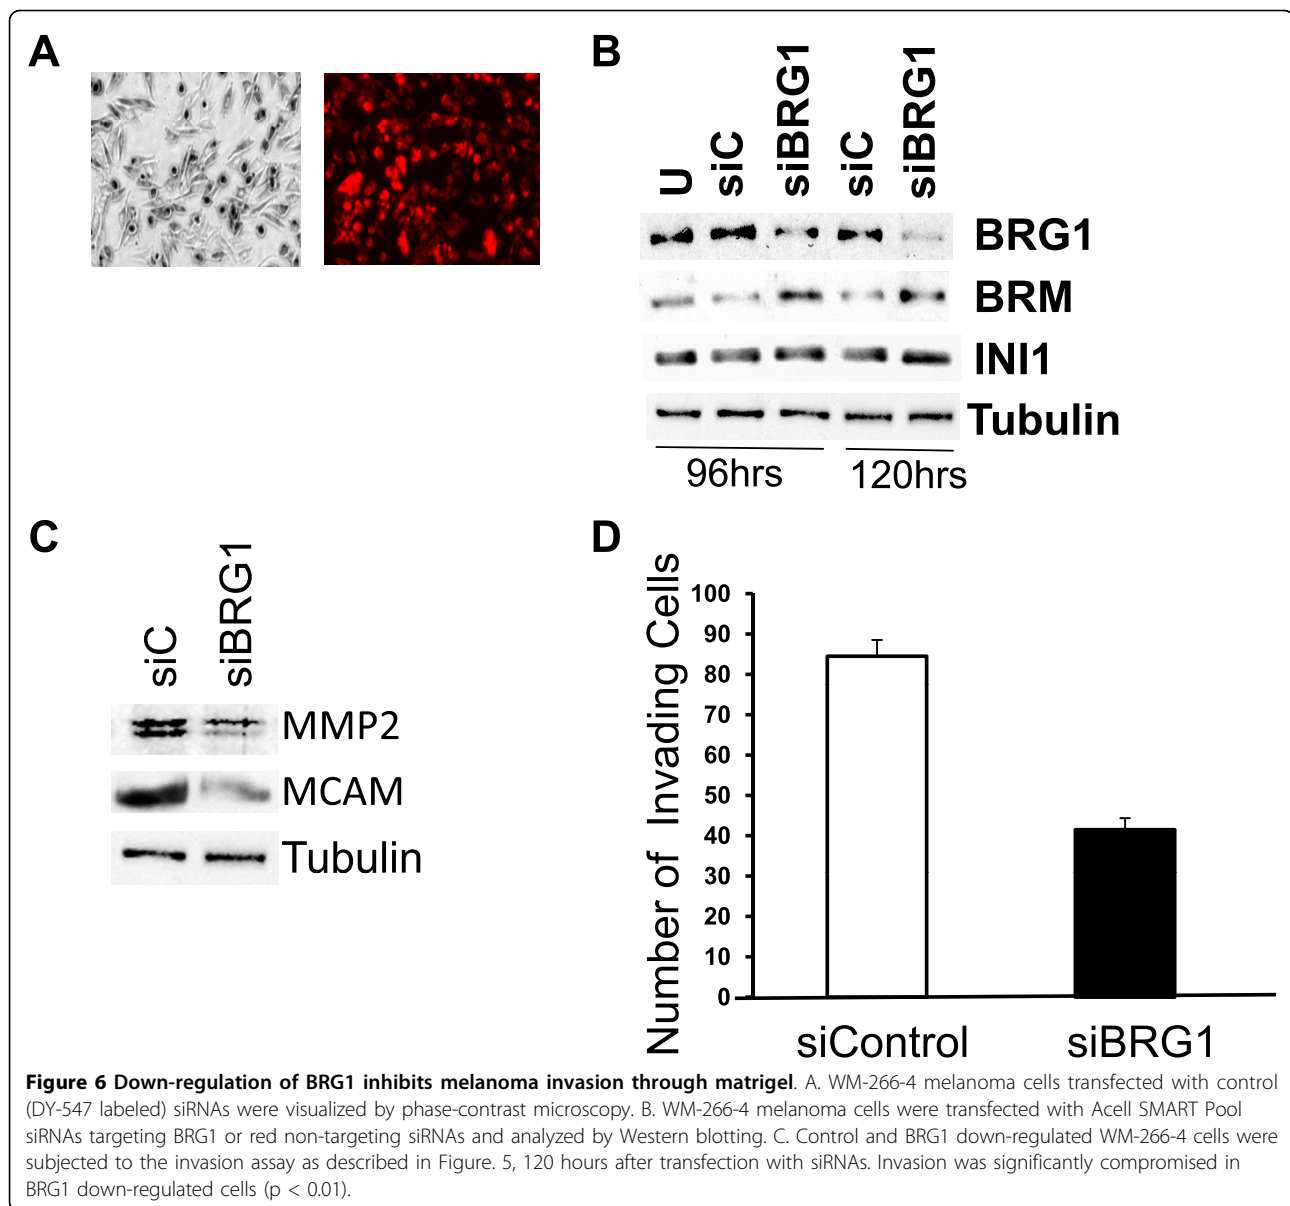 A
B
U siC siBRG1 siC siBRG1
BRG1
BRM
INI1
Tubulin
96hrs 120hrs
C
siC siBRG1
MMP2
MCAM
Tubulin
D
Number of Invading Cells
100
90
80
70
60
50
40
30
20
10
0
siControl siBRG1
Figure 6 Down-regulation of BRG1 inhibits melanoma invasion through matrigel. A. WM-266-4 melanoma cells transfected with control
(DY-547 labeled) siRNAs were visualized by phase-contrast microscopy. B. WM-266-4 melanoma cells were transfected with Acell SMART Pool
siRNAs targeting BRG1 or red non-targeting siRNAs and analyzed by Western blotting. C. Control and BRG1 down-regulated WM-266-4 cells were
subjected to the invasion assay as described in Figure. 5, 120 hours after transfection with siRNAs. Invasion was significantly compromised in
BRG1 down-regulated cells (p < 0.01).